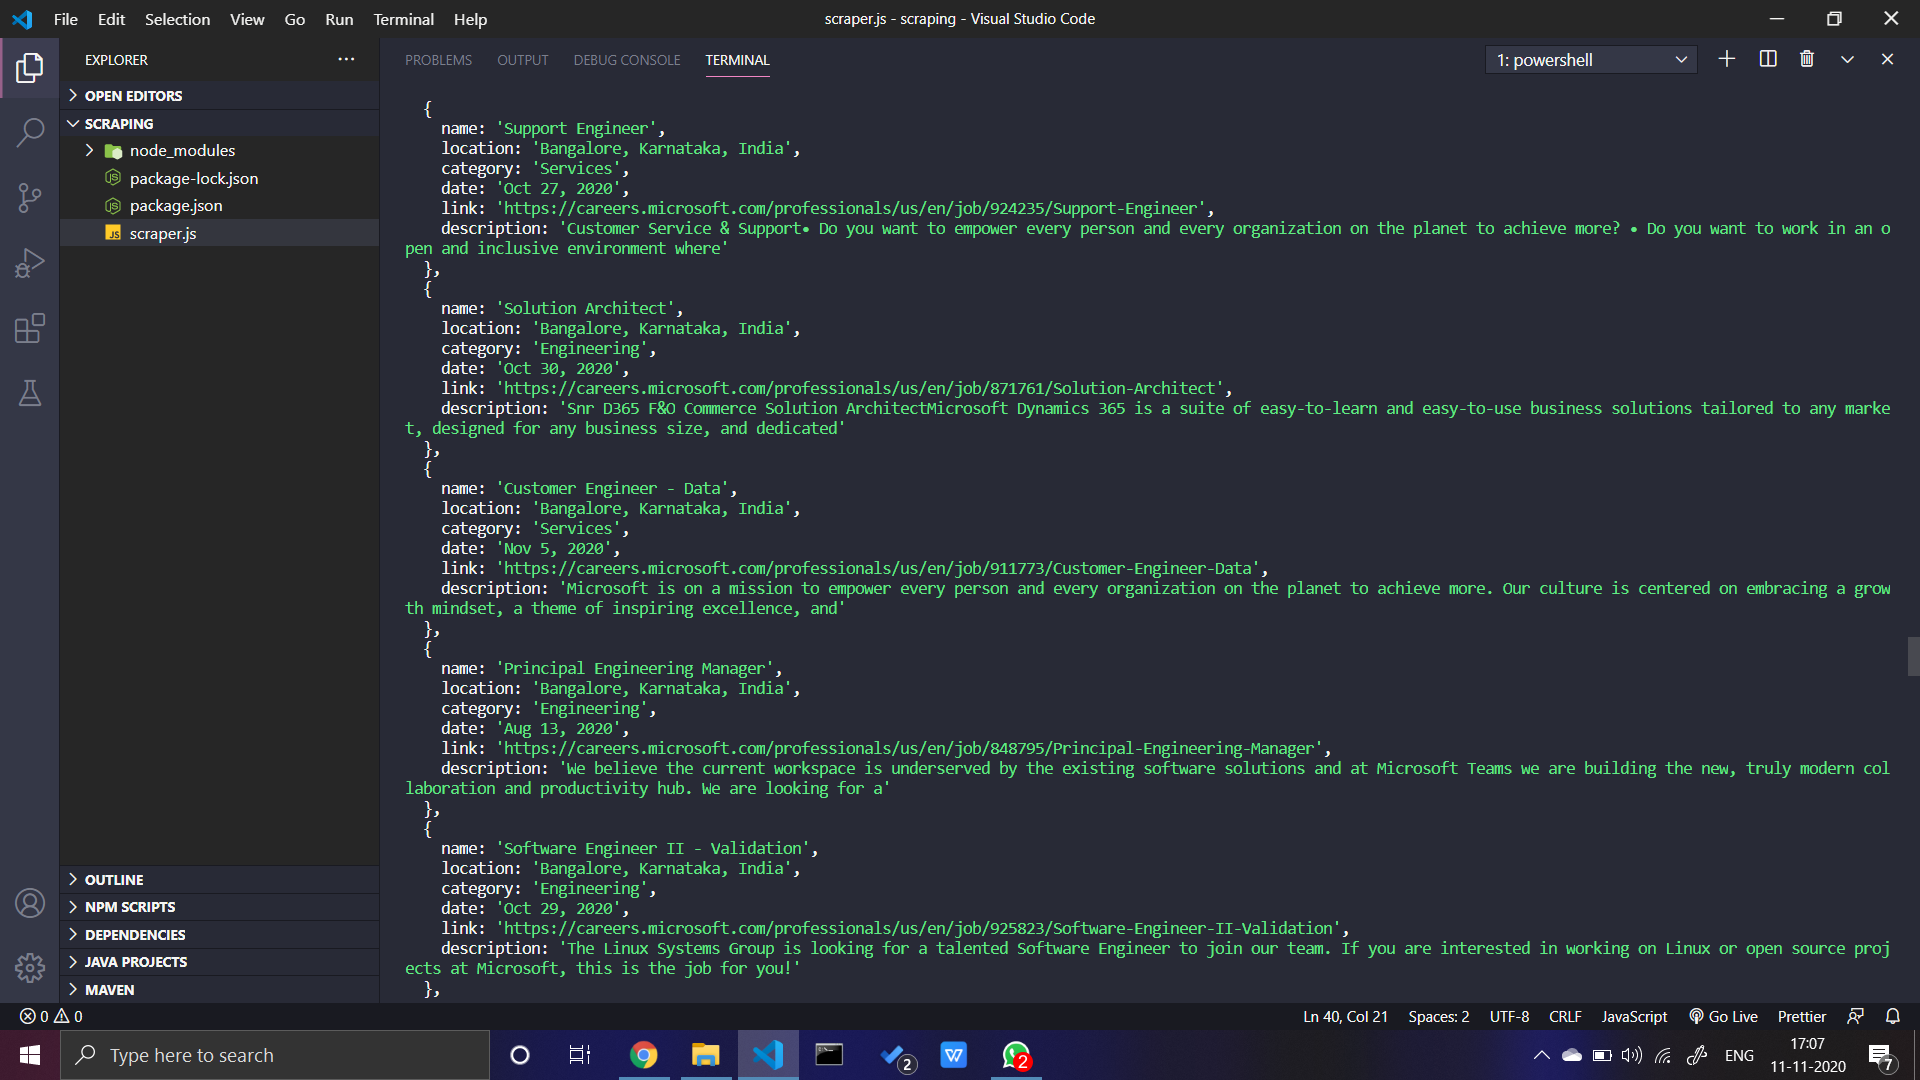 File Edit Selection View Go Run Terminal Help
scraper.js - scraping - Visual Studio Code
EXPLORER
OPEN EDITORS
SCRAPING
node_modules
package-lock.json
package.json
JS scraper.js
OUTLINE
NPM SCRIPTS
DEPENDENCIES
JAVA PROJECTS
MAVEN
PROBLEMS OUTPUT DEBUG CONSOLE TERMINAL
1: powershell
{
name: 'Support Engineer',
location: 'Bangalore, Karnataka, India',
category: 'Services',
date: 'Oct 27, 2020',
link: 'https://careers.microsoft.com/professionals/us/en/job/924235/Support-Engineer',
description: 'Customer Service & Support• Do you want to empower every person and every organization on the planet to achieve more? • Do you want to work in an o
pen and inclusive environment where'
},
{
name: 'Solution Architect',
location: 'Bangalore, Karnataka, India',
category: 'Engineering',
date: 'Oct 30, 2020',
link: 'https://careers.microsoft.com/professionals/us/en/job/871761/Solution-Architect',
description: 'Snr D365 F&O Commerce Solution ArchitectMicrosoft Dynamics 365 is a suite of easy-to-learn and easy-to-use business solutions tailored to any marke
t, designed for any business size, and dedicated'
},
{
name: 'Customer Engineer - Data',
location: 'Bangalore, Karnataka, India',
category: 'Services',
date: 'Nov 5, 2020',
link: 'https://careers.microsoft.com/professionals/us/en/job/911773/Customer-Engineer-Data',
description: 'Microsoft is on a mission to empower every person and every organization on the planet to achieve more. Our culture is centered on embracing a grow
th mindset, a theme of inspiring excellence, and'
},
{
name: 'Principal Engineering Manager',
location: 'Bangalore, Karnataka, India',
category: 'Engineering',
date: 'Aug 13, 2020',
link: 'https://careers.microsoft.com/professionals/us/en/job/848795/Principal-Engineering-Manager',
description: 'We believe the current workspace is underserved by the existing software solutions and at Microsoft Teams we are building the new, truly modern col
laboration and productivity hub. We are looking for a'
},
{
name: 'Software Engineer II - Validation',
location: 'Bangalore, Karnataka, India',
category: 'Engineering',
date: 'Oct 29, 2020',
link: 'https://careers.microsoft.com/professionals/us/en/job/925823/Software-Engineer-II-Validation',
description: 'The Linux Systems Group is looking for a talented Software Engineer to join our team. If you are interested in working on Linux or open source proj
ects at Microsoft, this is the job for you!'
},
0 0
Ln 40, Col 21 Spaces: 2 UTF-8 CRLF JavaScript Go Live Prettier
Type here to search
2
W
2
ENG
17:07
11-11-2020
7